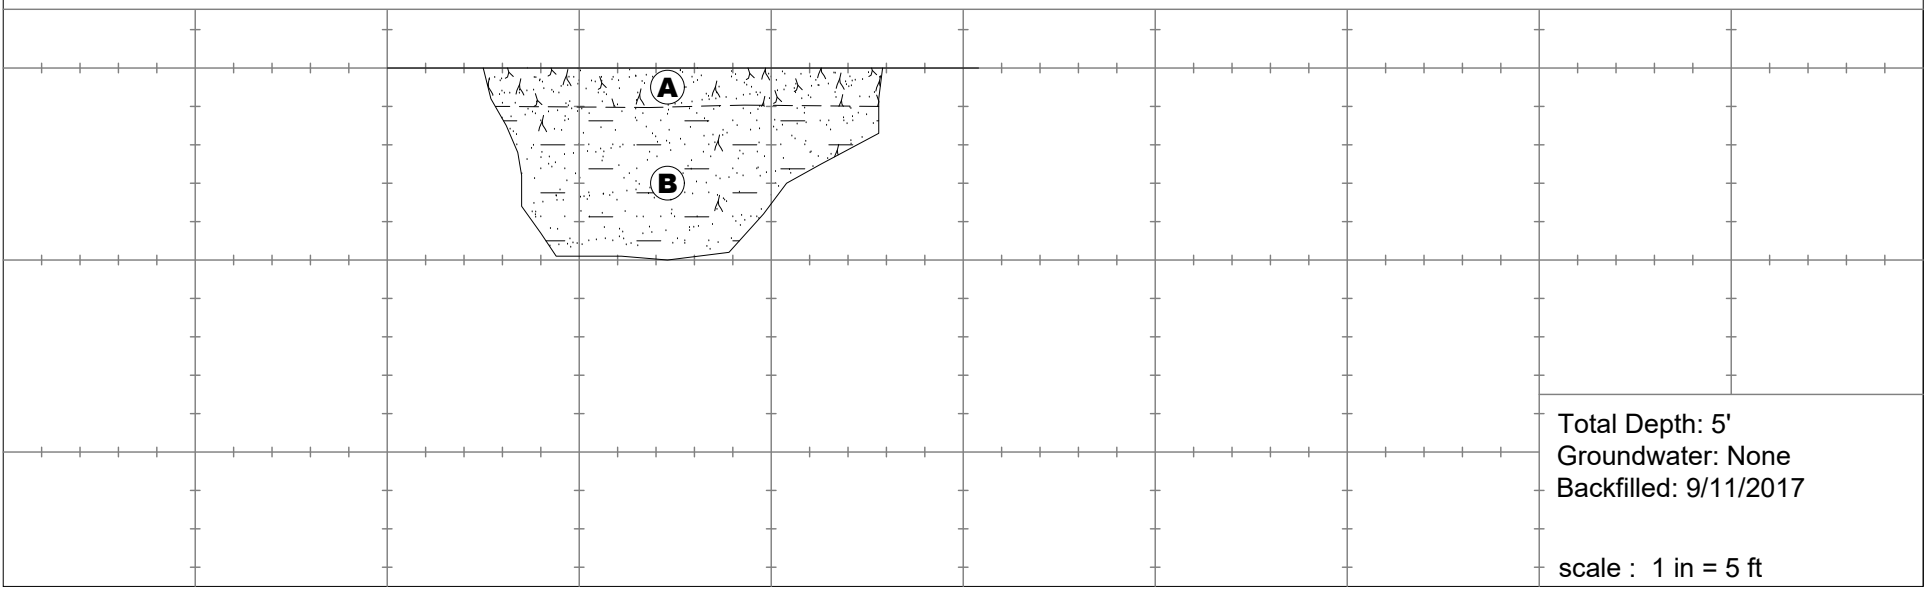 A
B
Total Depth: 5'
Groundwater: None
Backfilled: 9/11/2017
scale : 1 in = 5 ft